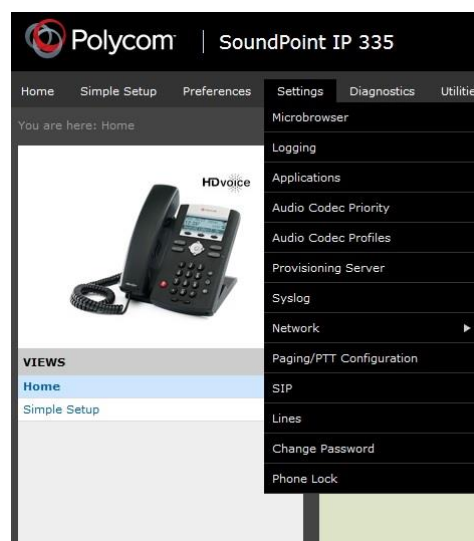 Polycom | SoundPoint IP 335
Home Simple Setup Preferences Settings Diagnostics Utilitie
You are here: Home
Microbrowser
Logging
Applications
Audio Codec Priority
Audio Codec Profiles
Provisioning Server
Syslog
Network
Paging/PTT Configuration
SIP
Lines
Change Password
Phone Lock
HDvoice
VIEWS
Home
Simple Setup